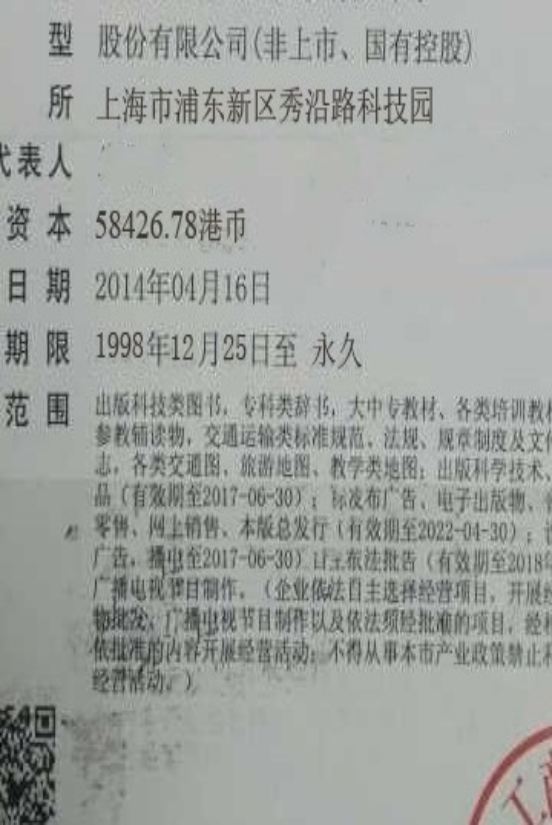 型 股份有限公司(非上市、国有控股)
所 上海市浦东新区秀沿路科技园
代表人
资本 58426.78港币
日期 2014年04月16日
期限 1998年12月25日至 永久
范围 出版科技类图书，专科类辞书，大中专教材、各类培训教材
参教辅读物，交通运输类标准规范、法规、规章制度及文件
志，各类交通图、旅游地图、教学类地图；出版科学技术、
品（有效期至2017-06-30）；标发布广告、电子出版物、
零售、网上销售、本版总发行（有效期至2022-04-30）；
广告，播电至2017-06-30）依法批告（有效期至2018年
广播电视节目制作。（企业依法自主选择经营项目，开展经
物批发、广播电视节目制作以及依法须经批准的项目，经相
依批准的内容开展经营活动；不得从事本市产业政策禁止和
经营活动。）